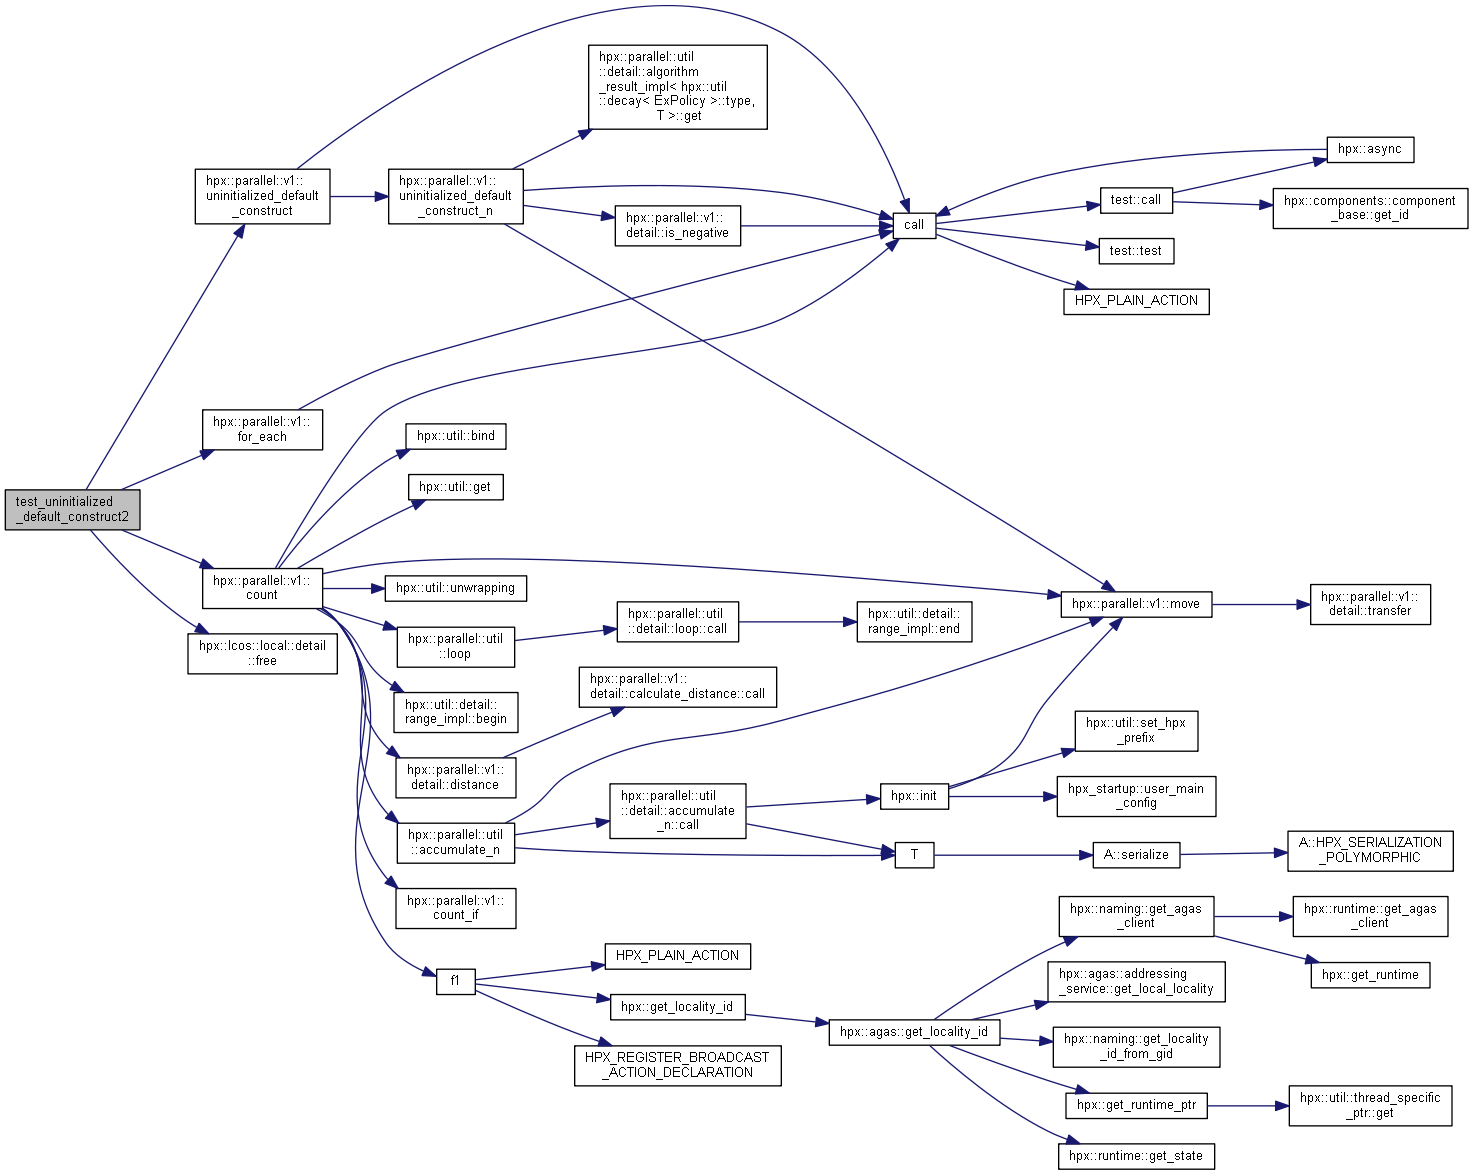 hpx::parallel::util
::detail::algorithm
_result_impl< hpx::util
::decay< ExPolicy >::type,
T >::get
hpx::parallel::v1::
uninitialized_default
_construct
hpx::parallel::v1::
uninitialized_default
_construct_n
hpx::parallel::v1::
detail::is_negative
call
hpx::async
test::call
hpx::components::component
_base::get_id
test::test
HPX_PLAIN_ACTION
hpx::parallel::v1::
for_each
hpx::util::bind
hpx::util::get
test_uninitialized
_default_construct2
hpx::parallel::v1::
count
hpx::util::unwrapping
hpx::parallel::v1::move
hpx::parallel::v1::
detail::transfer
hpx::lcos::local::detail
::free
hpx::parallel::util
::loop
hpx::parallel::util
::detail::loop::call
hpx::util::detail::
range_impl::end
hpx::util::detail::
range_impl::begin
hpx::parallel::v1::
detail::calculate_distance::call
hpx::parallel::v1::
detail::distance
hpx::util::set_hpx
_prefix
hpx::parallel::util
::accumulate_n
hpx::parallel::util
::detail::accumulate
_n::call
hpx::init
hpx_startup::user_main
_config
T
A::serialize
A::HPX_SERIALIZATION
_POLYMORPHIC
hpx::parallel::v1::
count_if
f1
HPX_PLAIN_ACTION
hpx::get_locality_id
HPX_REGISTER_BROADCAST
_ACTION_DECLARATION
hpx::agas::get_locality_id
hpx::naming::get_agas
_client
hpx::runtime::get_agas
_client
hpx::get_runtime
hpx::agas::addressing
_service::get_local_locality
hpx::naming::get_locality
_id_from_gid
hpx::get_runtime_ptr
hpx::util::thread_specific
_ptr::get
hpx::runtime::get_state